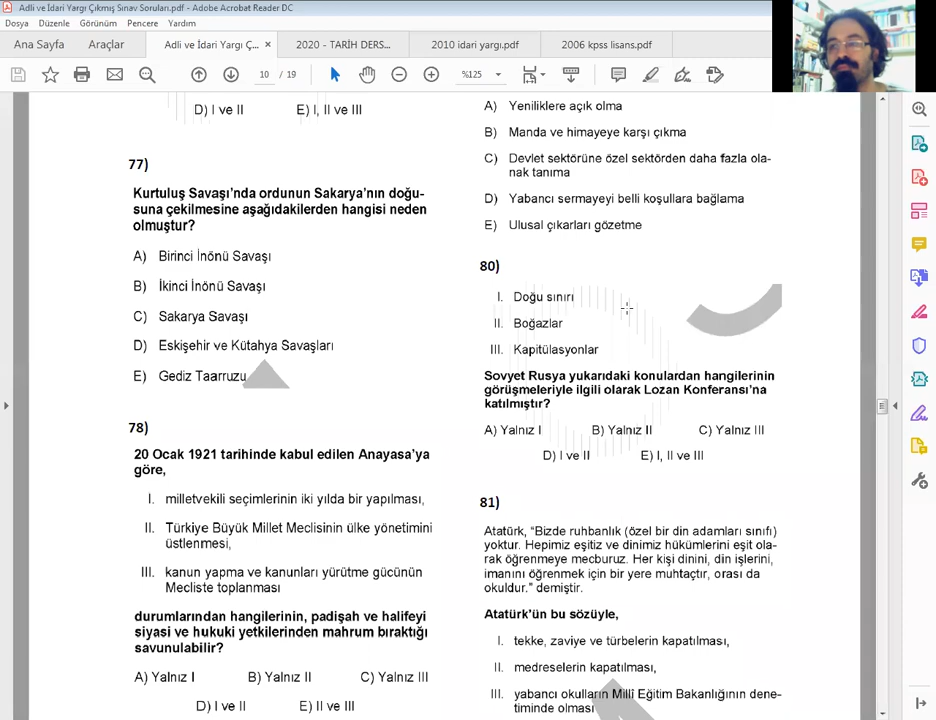 Adli ve İdari Yargı Çıkmış Sınav Soruları.pdf - Adobe Acrobat Reader DC
Dosya Düzenle Görünüm Pencere Yardım
Ana Sayfa Araçlar Adli ve İdari Yargı Ç... × 2020 - TARİH DERS... 2010 idari yargı.pdf 2006 kpss lisans.pdf
10 / 19 %125
D) I ve II E) I, II ve III
77)
Kurtuluş Savaşı’nda ordunun Sakarya’nın doğu-
suna çekilmesine aşağıdakilerden hangisi neden
olmuştur?
A) Birinci İnönü Savaşı
B) İkinci İnönü Savaşı
C) Sakarya Savaşı
D) Eskişehir ve Kütahya Savaşları
E) Gediz Taarruzu
78)
20 Ocak 1921 tarihinde kabul edilen Anayasa’ya
göre,
I. milletvekili seçimlerinin iki yılda bir yapılması,
II. Türkiye Büyük Millet Meclisinin ülke yönetimini
üstlenmesi,
III. kanun yapma ve kanunları yürütme gücünün
Mecliste toplanması
durumlarından hangilerinin, padişah ve halifeyi
siyasi ve hukuki yetkilerinden mahrum bıraktığı
savunulabilir?
A) Yalnız I B) Yalnız II C) Yalnız III
D) I ve II E) II ve III
A) Yeniliklere açık olma
B) Manda ve himayeye karşı çıkma
C) Devlet sektörüne özel sektörden daha fazla ola-
nak tanıma
D) Yabancı sermayeyi belli koşullara bağlama
E) Ulusal çıkarları gözetme
80)
I. Doğu sınırı
II. Boğazlar
III. Kapitülasyonlar
Sovyet Rusya yukarıdaki konulardan hangilerinin
görüşmeleriyle ilgili olarak Lozan Konferansı’na
katılmıştır?
A) Yalnız I B) Yalnız II C) Yalnız III
D) I ve II E) I, II ve III
81)
Atatürk, “Bizde ruhbanlık (özel bir din adamları sınıfı)
yoktur. Hepimiz eşitiz ve dinimiz hükümlerini eşit ola-
rak öğrenmeye mecburuz. Her kişi dinini, din işlerini,
imanını öğrenmek için bir yere muhtaçtır, orası da
okuldur.” demiştir.
Atatürk’ün bu sözüyle,
I. tekke, zaviye ve türbelerin kapatılması,
II. medreselerin kapatılması,
III. yabancı okulların Millî Eğitim Bakanlığının dene-
timinde olması